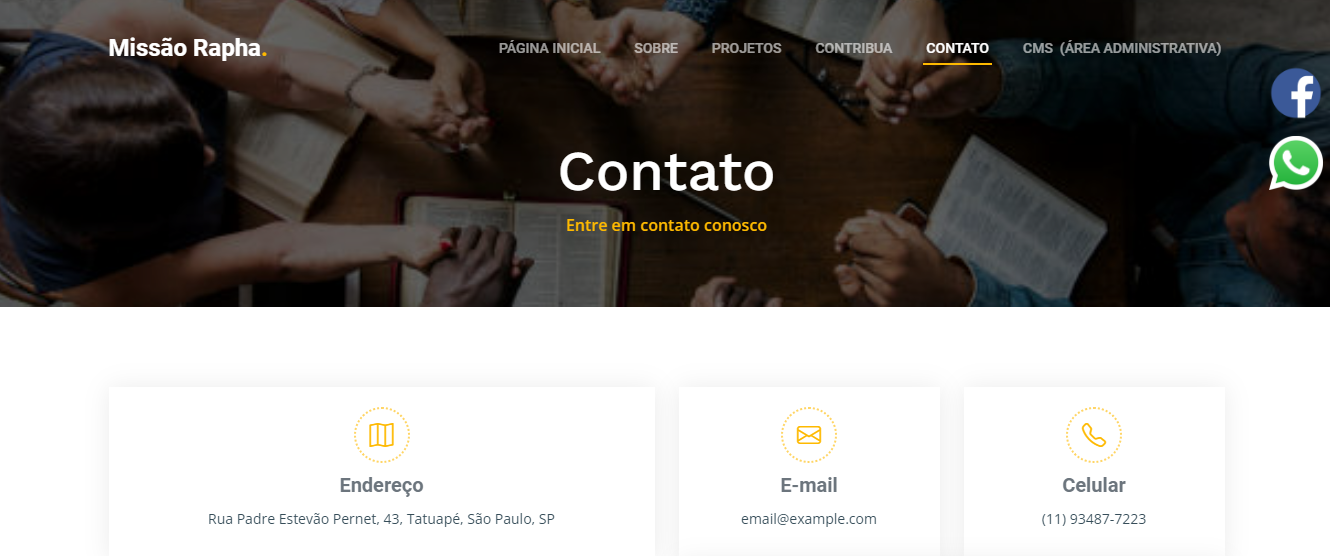 Missão Rapha.
PÁGINA INICIAL SOBRE PROJETOS CONTRIBUA CONTATO CMS (ÁREA ADMINISTRATIVA)
Contato
Entre em contato conosco
Endereço
Rua Padre Estevão Pernet, 43, Tatuapé, São Paulo, SP
E-mail
email@example.com
Celular
(11) 93487-7223